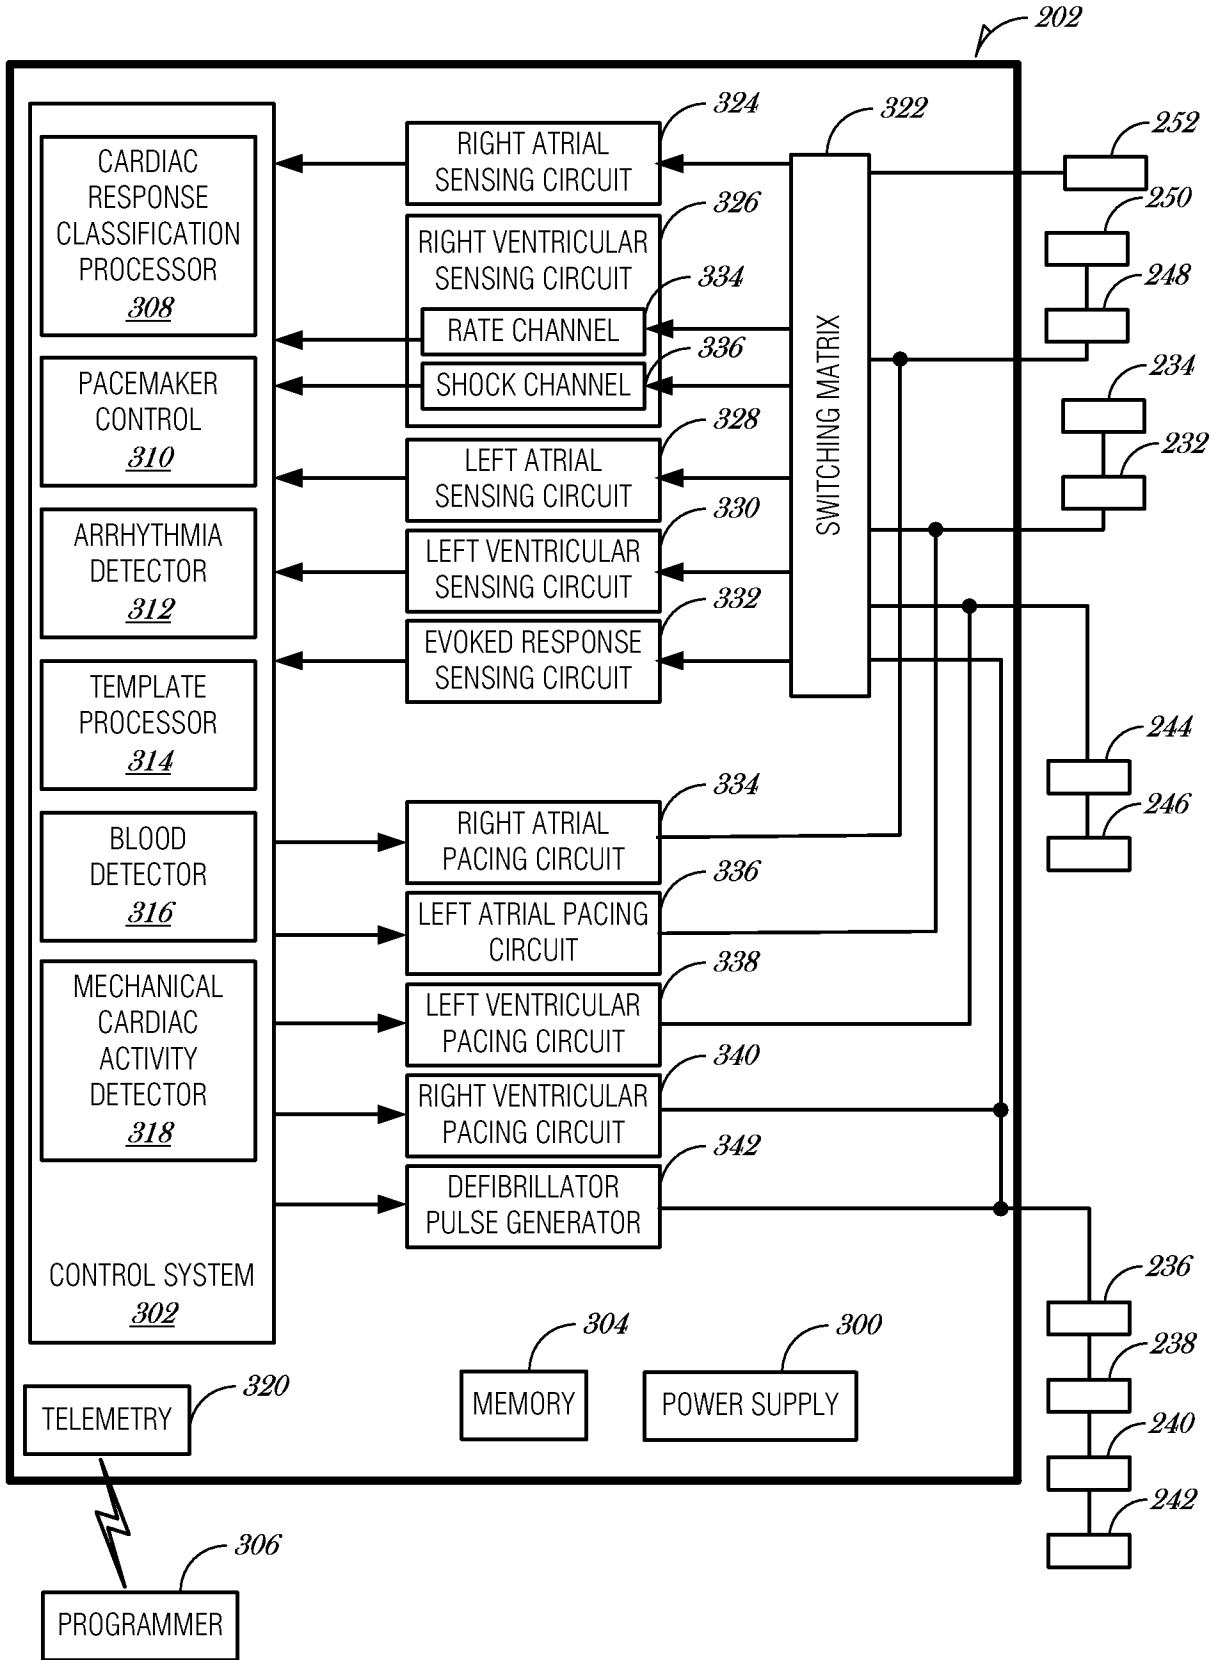 202
CARDIAC
RESPONSE
CLASSIFICATION
PROCESSOR
308
PACEMAKER
CONTROL
310
ARRHYTHMIA
DETECTOR
312
TEMPLATE
PROCESSOR
314
BLOOD
DETECTOR
316
MECHANICAL
CARDIAC
ACTIVITY
DETECTOR
318
CONTROL SYSTEM
302
RIGHT ATRIAL
SENSING CIRCUIT
324
RIGHT VENTRICULAR
SENSING CIRCUIT
326
RATE CHANNEL
334
SHOCK CHANNEL
336
LEFT ATRIAL
SENSING CIRCUIT
328
LEFT VENTRICULAR
SENSING CIRCUIT
330
EVOKED RESPONSE
SENSING CIRCUIT
332
SWITCHING MATRIX
322
RIGHT ATRIAL
PACING CIRCUIT
334
LEFT ATRIAL PACING
CIRCUIT
336
LEFT VENTRICULAR
PACING CIRCUIT
338
RIGHT VENTRICULAR
PACING CIRCUIT
340
DEFIBRILLATOR
PULSE GENERATOR
342
252
250
248
234
232
244
246
236
238
240
242
MEMORY
304
POWER SUPPLY
300
TELEMETRY
320
PROGRAMMER
306